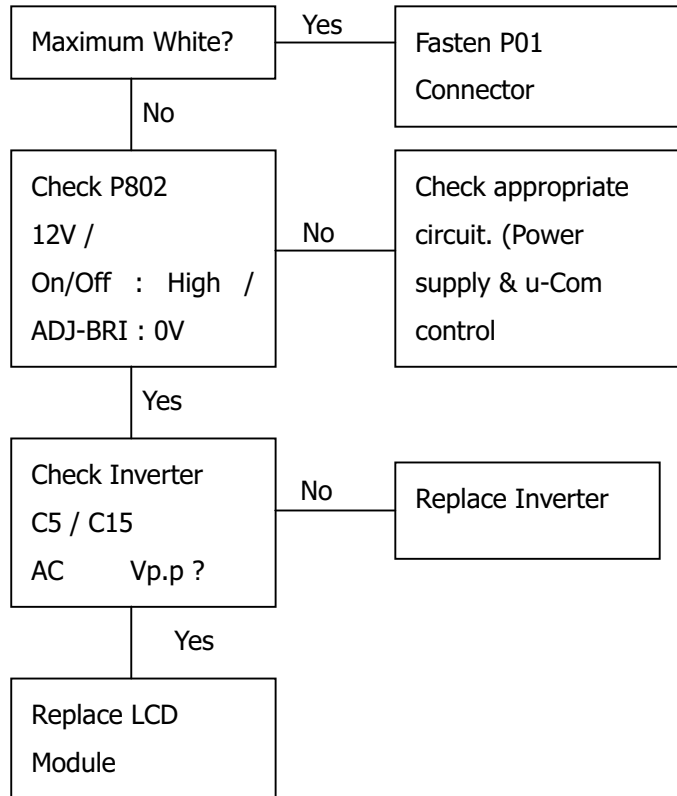 Maximum White?
Yes
Fasten P01
Connector
No
Check P802
12V /
On/Off : High /
ADJ-BRI : 0V
No
Check appropriate
circuit. (Power
supply & u-Com
control
Yes
Check Inverter
C5 / C15
AC Vp.p ?
No
Replace Inverter
Yes
Replace LCD
Module